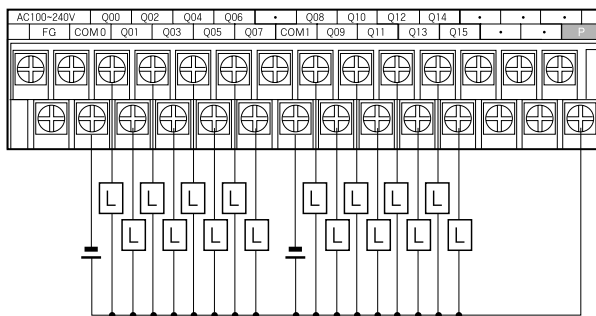 AC100~240V Q00 Q02 Q04 Q06 • Q08 Q10 Q12 Q14 • • •
FG COM0 Q01 Q03 Q05 Q07 COM1 Q09 Q11 Q13 Q15 • • P
L L L L L L L L
L L L L L L L L